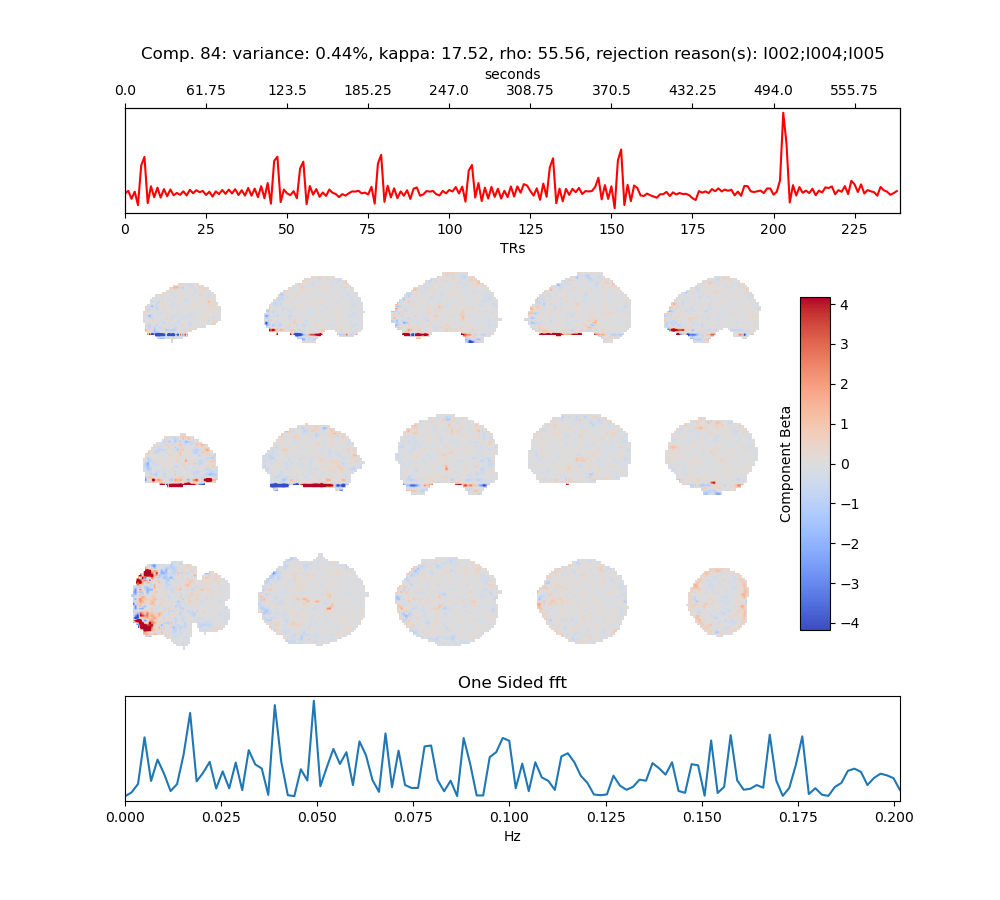 Comp. 84: variance: 0.44%, kappa: 17.52, rho: 55.56, rejection reason(s): I002;I004;I005
seconds
0.0 61.75 123.5 185.25 247.0 308.75 370.5 432.25 494.0 555.75
0 25 50 75 100 125 150 175 200 225
TRs
4
3
2
1
0
−1
−2
−3
−4
Component Beta
One Sided fft
0.000 0.025 0.050 0.075 0.100 0.125 0.150 0.175 0.200
Hz